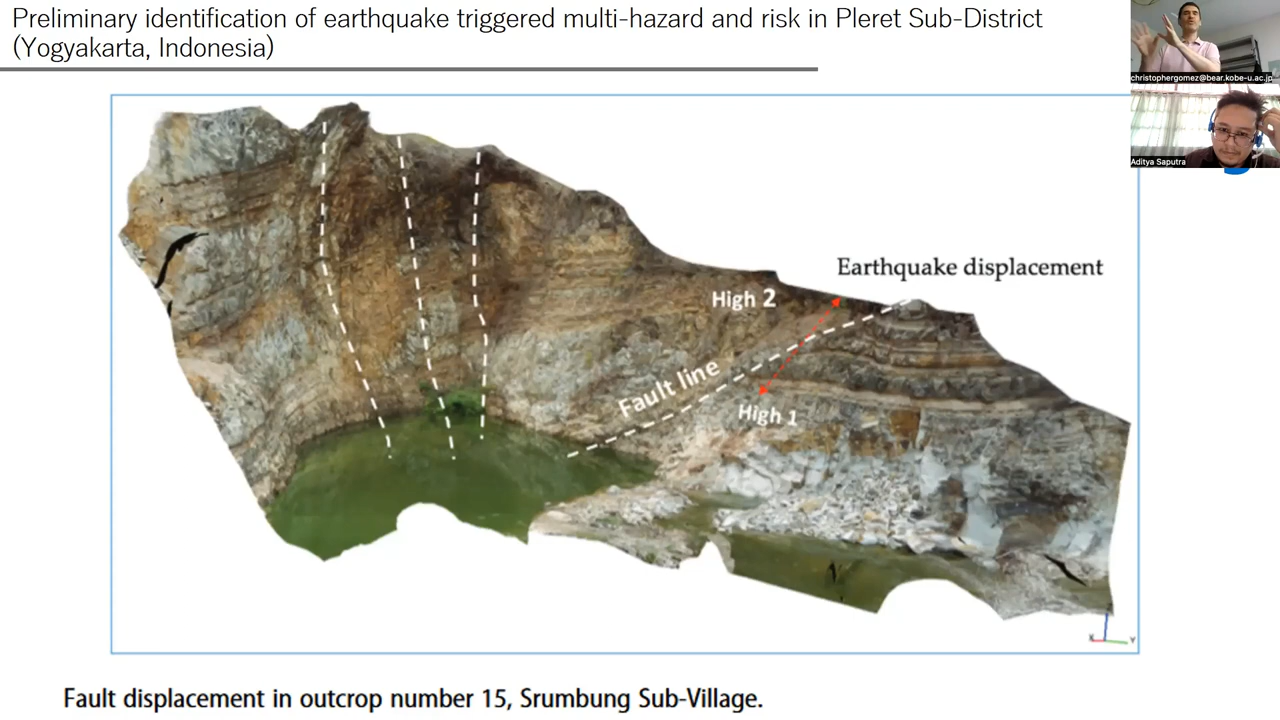 Preliminary identification of earthquake triggered multi-hazard and risk in Pleret Sub-District
(Yogyakarta, Indonesia)
christophergomez@bear.kobe-u.ac.jp
Aditya Saputra
Earthquake displacement
High 2
Fault line
High 1
X
Y
Fault displacement in outcrop number 15, Srumbung Sub-Village.